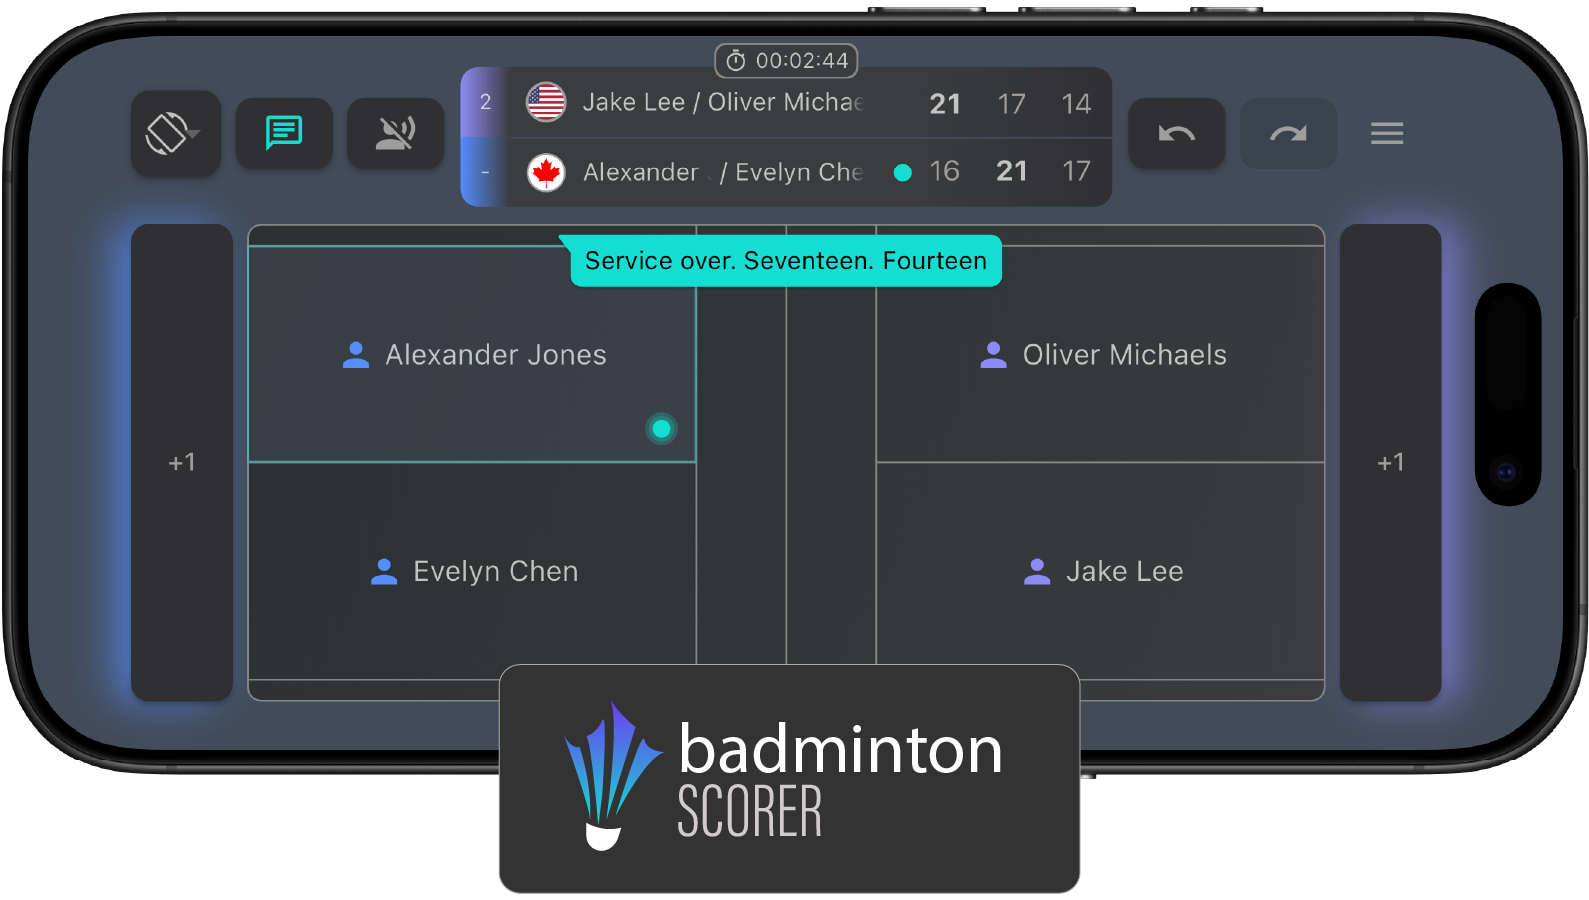 00:02:44
2 Jake Lee / Oliver Michae 21 17 14
- Alexander / Evelyn Che 16 21 17
Service over. Seventeen. Fourteen
Alexander Jones
Oliver Michaels
+1
+1
Evelyn Chen
Jake Lee
badminton
SCORER